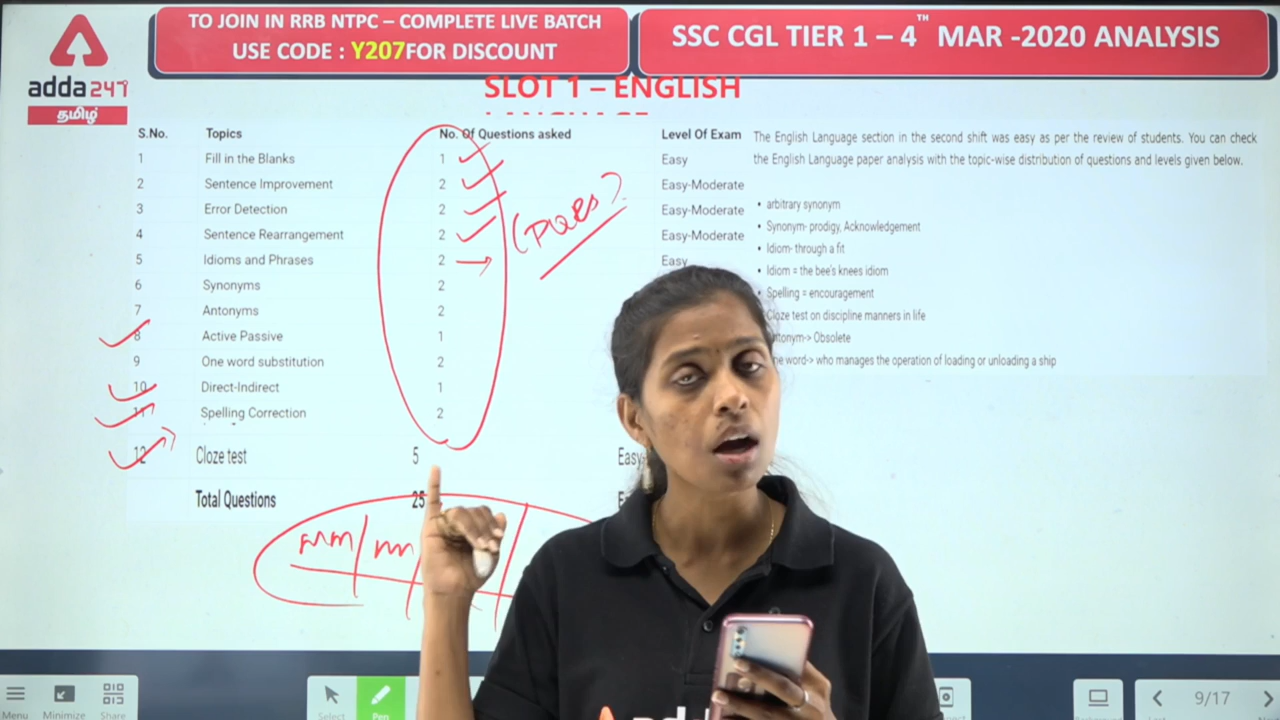 TO JOIN IN RRB NTPC – COMPLETE LIVE BATCH
USE CODE : Y207FOR DISCOUNT
SSC CGL TIER 1 – 4TH MAR -2020 ANALYSIS
adda247
தமிழ்
SLOT 1 – ENGLISH
S.No. Topics No. Of Questions asked Level Of Exam
1 Fill in the Blanks 1 Easy
2 Sentence Improvement 2 Easy-Moderate
3 Error Detection 2 Easy-Moderate
4 Sentence Rearrangement 2 Easy-Moderate
5 Idioms and Phrases 2 Easy
6 Synonyms 2
7 Antonyms 2
8 Active Passive 1
9 One word substitution 2
10 Direct-Indirect 1
11 Spelling Correction 2
12 Cloze test 5 Easy
Total Questions 25
The English Language section in the second shift was easy as per the review of students. You can check
the English Language paper analysis with the topic-wise distribution of questions and levels given below.
• arbitrary synonym
• Synonym- prodigy, Acknowledgement
• Idiom- through a fit
• Idiom = the bee's knees idiom
• Spelling = encouragement
Cloze test on discipline manners in life
ntonym-> Obsolete
ne word-> who manages the operation of loading or unloading a ship
Menu
Minimize
Share
Select
Pen
9/17